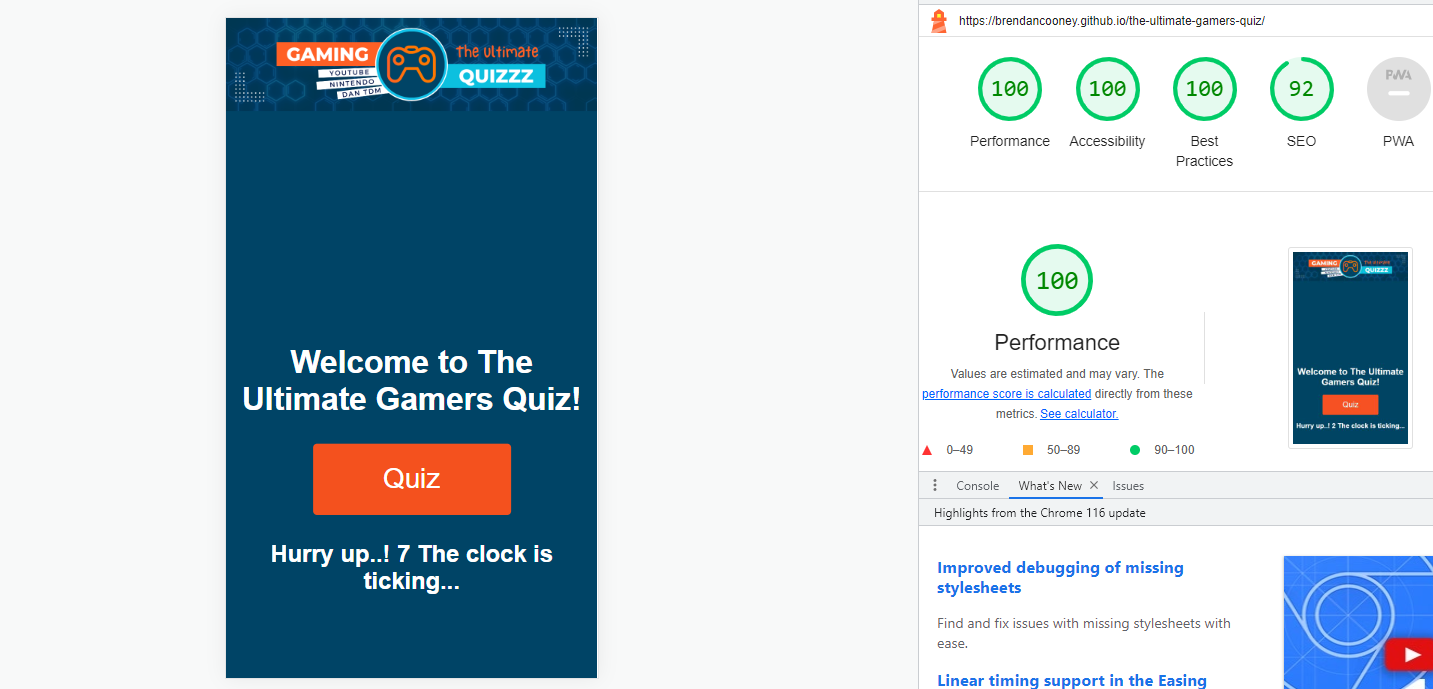 GAMING
YOUTUBE
NINTENDO
DAN TDM
The ultimate
QUIZZZ
Welcome to The
Ultimate Gamers Quiz!
Quiz
Hurry up..! 7 The clock is
ticking...
https://brendancooney.github.io/the-ultimate-gamers-quiz/
100
100
100
92
PWA
Performance
Accessibility
Best
Practices
SEO
PWA
100
Performance
Values are estimated and may vary. The
performance score is calculated directly from these
metrics. See calculator.
0–49
50–89
90–100
GAMING
The ultimate
QUIZZZ
Welcome to The Ultimate
Gamers Quiz!
Quiz
Hurry up..! 2 The clock is ticking...
Console
What's New
Issues
Highlights from the Chrome 116 update
Improved debugging of missing
stylesheets
Find and fix issues with missing stylesheets with
ease.
Linear timing support in the Easing